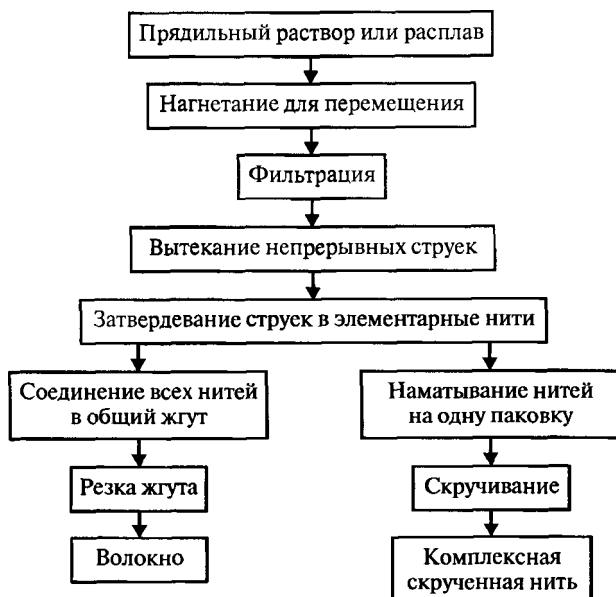 Прядильный раствор или расплав
Нагнетание для перемещения
Фильтрация
Вытекание непрерывных струек
Затвердевание струек в элементарные нити
Соединение всех нитей
в общий жгут
Наматывание нитей
на одну паковку
Резка жгута
Скручивание
Волокно
Комплексная
скрученная нить